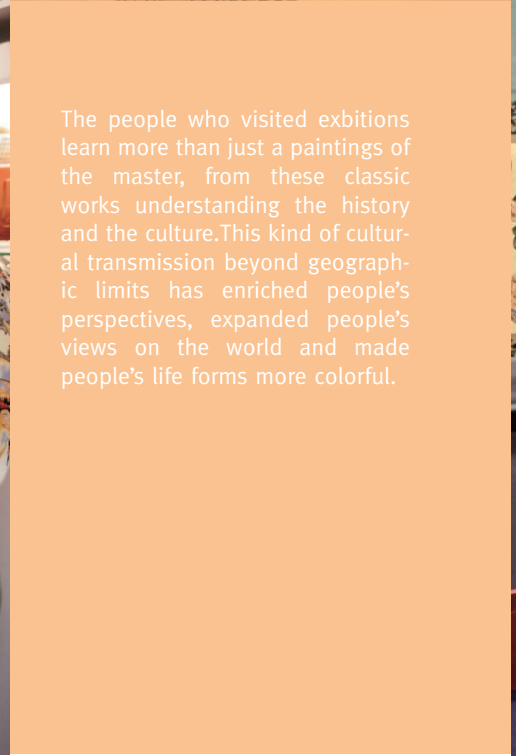 The people who visited exbitions
learn more than just a paintings of
the master, from these classic
works understanding the history
and the culture.This kind of cultur-
al transmission beyond geograph-
ic limits has enriched people’s
perspectives, expanded people’s
views on the world and made
people’s life forms more colorful.